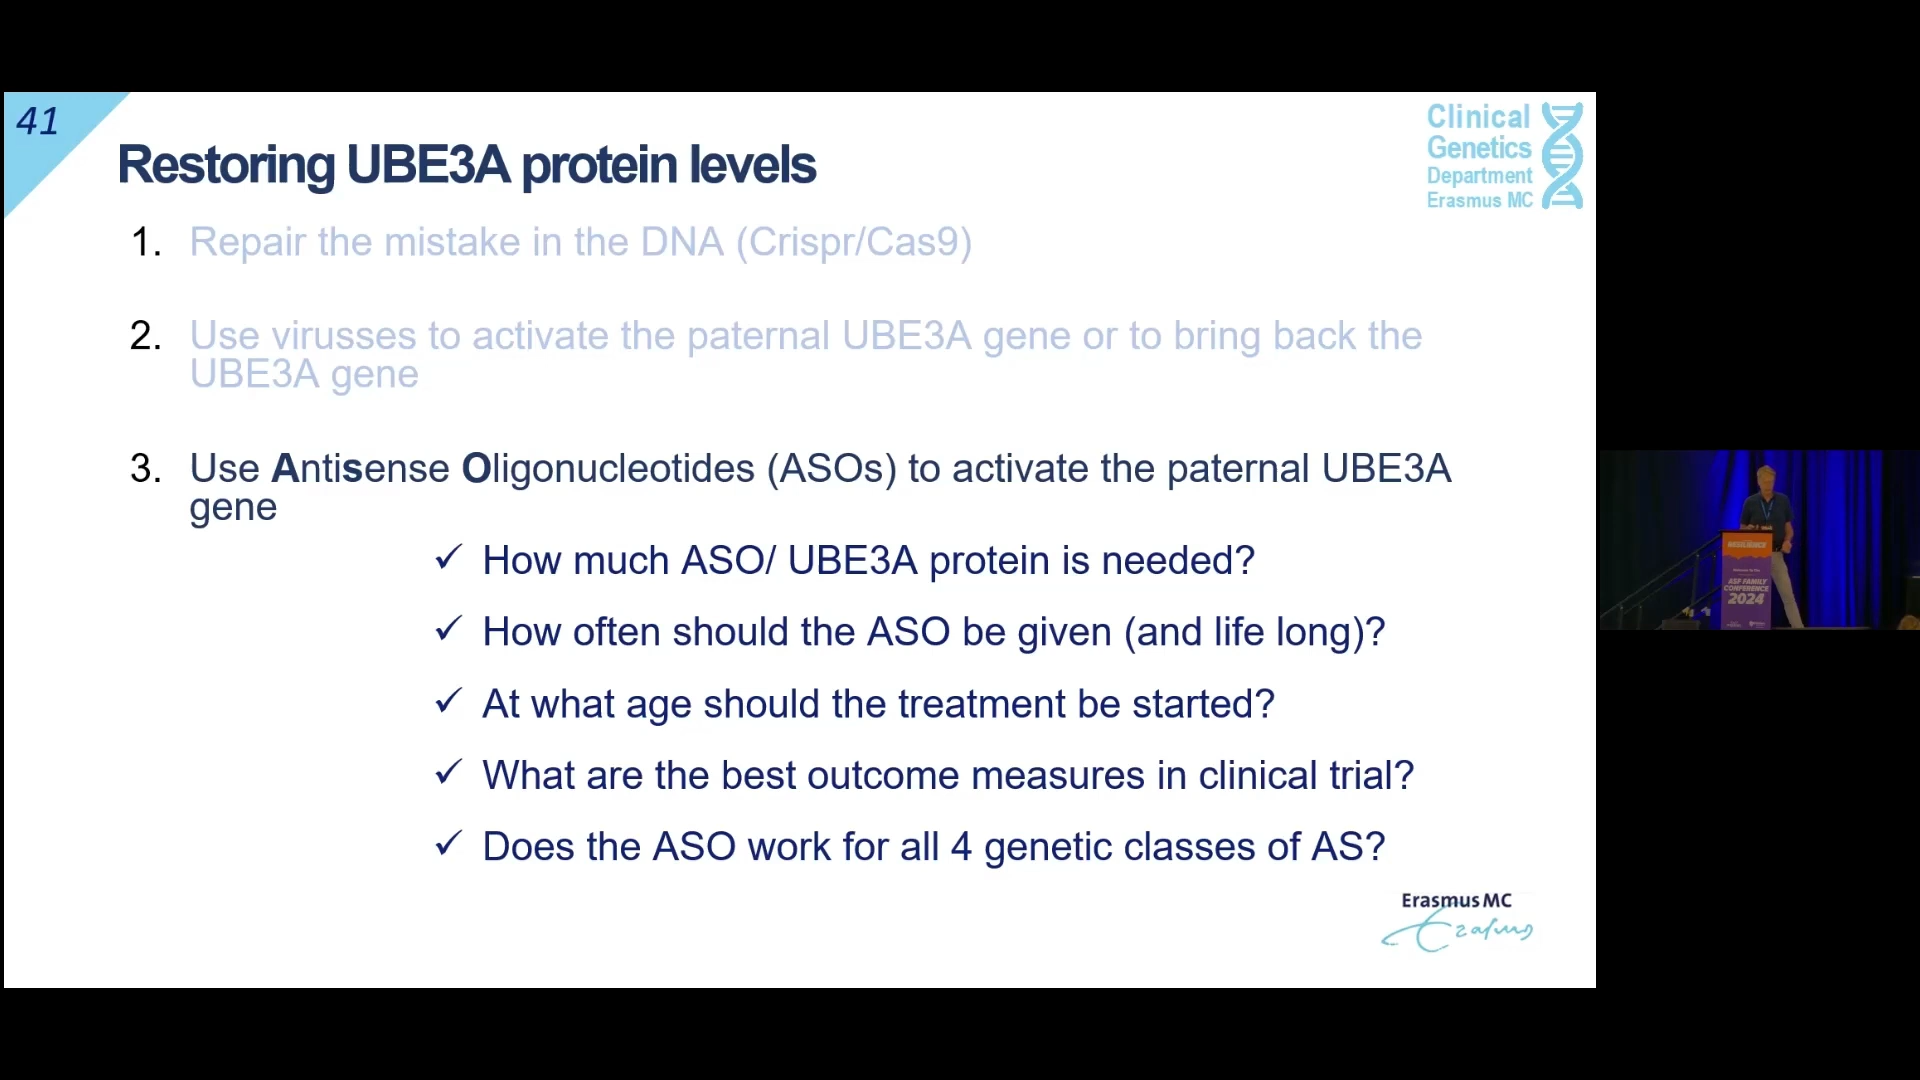 41
Clinical
Genetics
Department
Erasmus MC
Restoring UBE3A protein levels
1. Repair the mistake in the DNA (Crispr/Cas9)
2. Use virusses to activate the paternal UBE3A gene or to bring back the
UBE3A gene
3. Use Antisense Oligonucleotides (ASOs) to activate the paternal UBE3A
gene
✓ How much ASO/ UBE3A protein is needed?
✓ How often should the ASO be given (and life long)?
✓ At what age should the treatment be started?
✓ What are the best outcome measures in clinical trial?
✓ Does the ASO work for all 4 genetic classes of AS?
Erasmus MC
Erasmus
ASF FAMILY
CONFERENCE
2024